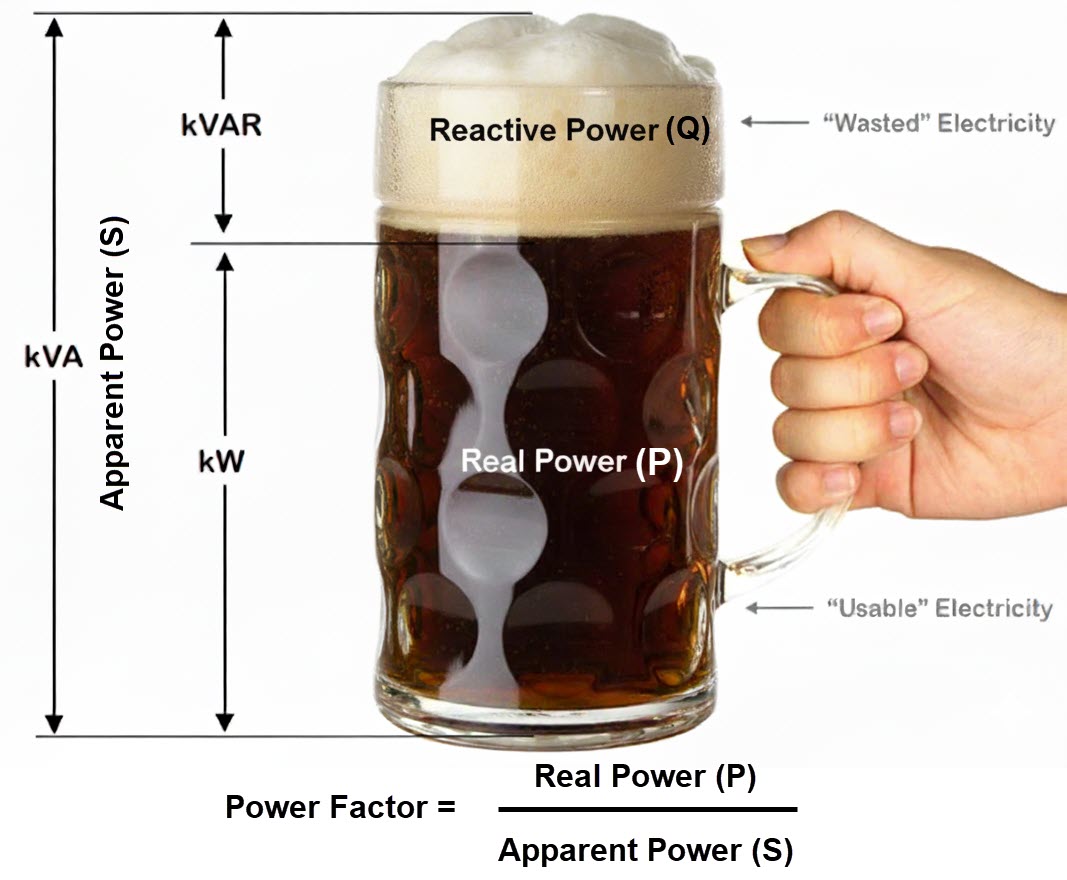 kVAR
Reactive Power (Q)
“Wasted” Electricity
kVA
Apparent Power (S)
kW
Real Power (P)
“Usable” Electricity
Power Factor =
Real Power (P)
Apparent Power (S)